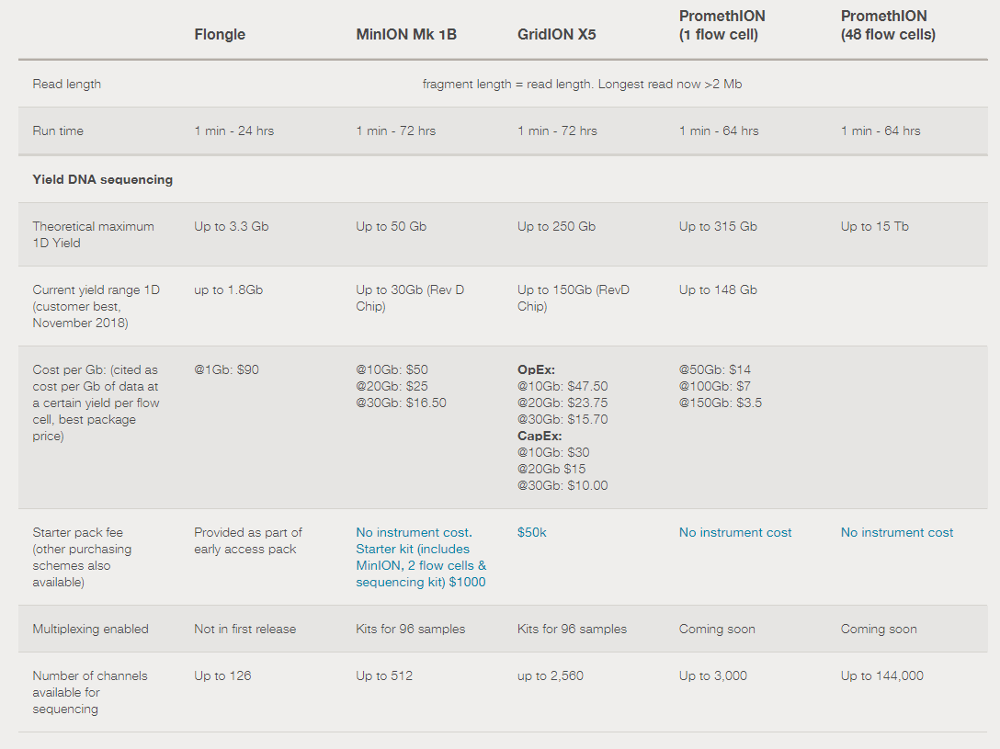 Flongle
MinION Mk 1B
GridION X5
PromethION
(1 flow cell)
PromethION
(48 flow cells)
Read length
fragment length = read length. Longest read now >2 Mb
Run time
1 min - 24 hrs
1 min - 72 hrs
1 min - 72 hrs
1 min - 64 hrs
1 min - 64 hrs
Yield DNA sequencing
Theoretical maximum
1D Yield
Up to 3.3 Gb
Up to 50 Gb
Up to 250 Gb
Up to 315 Gb
Up to 15 Tb
Current yield range 1D
(customer best,
November 2018)
up to 1.8Gb
Up to 30Gb (Rev D
Chip)
Up to 150Gb (RevD
Chip)
Up to 148 Gb
Cost per Gb: (cited as
cost per Gb of data at
a certain yield per flow
cell, best package
price)
@1Gb: $90
@10Gb: $50
@20Gb: $25
@30Gb: $16.50
OpEx:
@10Gb: $47.50
@20Gb: $23.75
@30Gb: $15.70
CapEx:
@10Gb: $30
@20Gb $15
@30Gb: $10.00
@50Gb: $14
@100Gb: $7
@150Gb: $3.5
Starter pack fee
(other purchasing
schemes also
available)
Provided as part of
early access pack
No instrument cost.
Starter kit (includes
MinION, 2 flow cells &
sequencing kit) $1000
$50k
No instrument cost
No instrument cost
Multiplexing enabled
Not in first release
Kits for 96 samples
Kits for 96 samples
Coming soon
Coming soon
Number of channels
available for
sequencing
Up to 126
Up to 512
up to 2,560
Up to 3,000
Up to 144,000